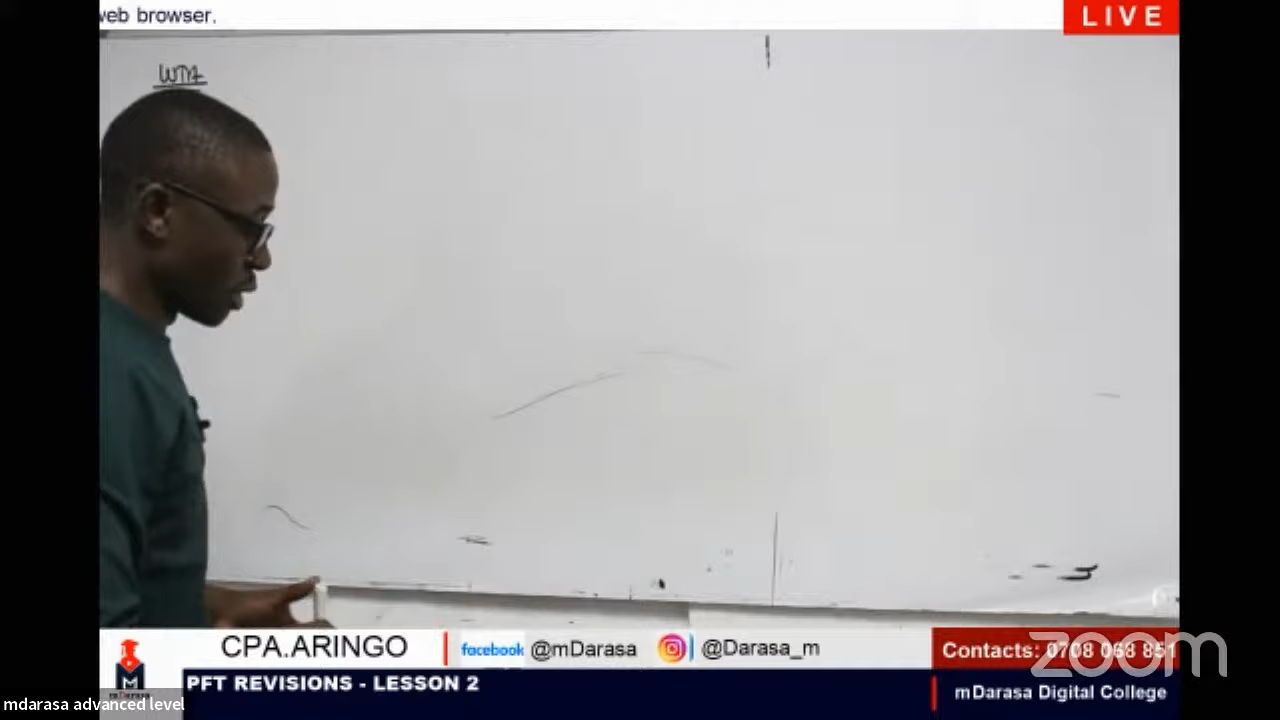 web browser.
LIVE
CPA.ARINGO
facebook @mDarasa
@Darasa_m
Contacts: 0708 068 851
zoom
PFT REVISIONS - LESSON 2
mDarasa Digital College
mdarasa advanced level